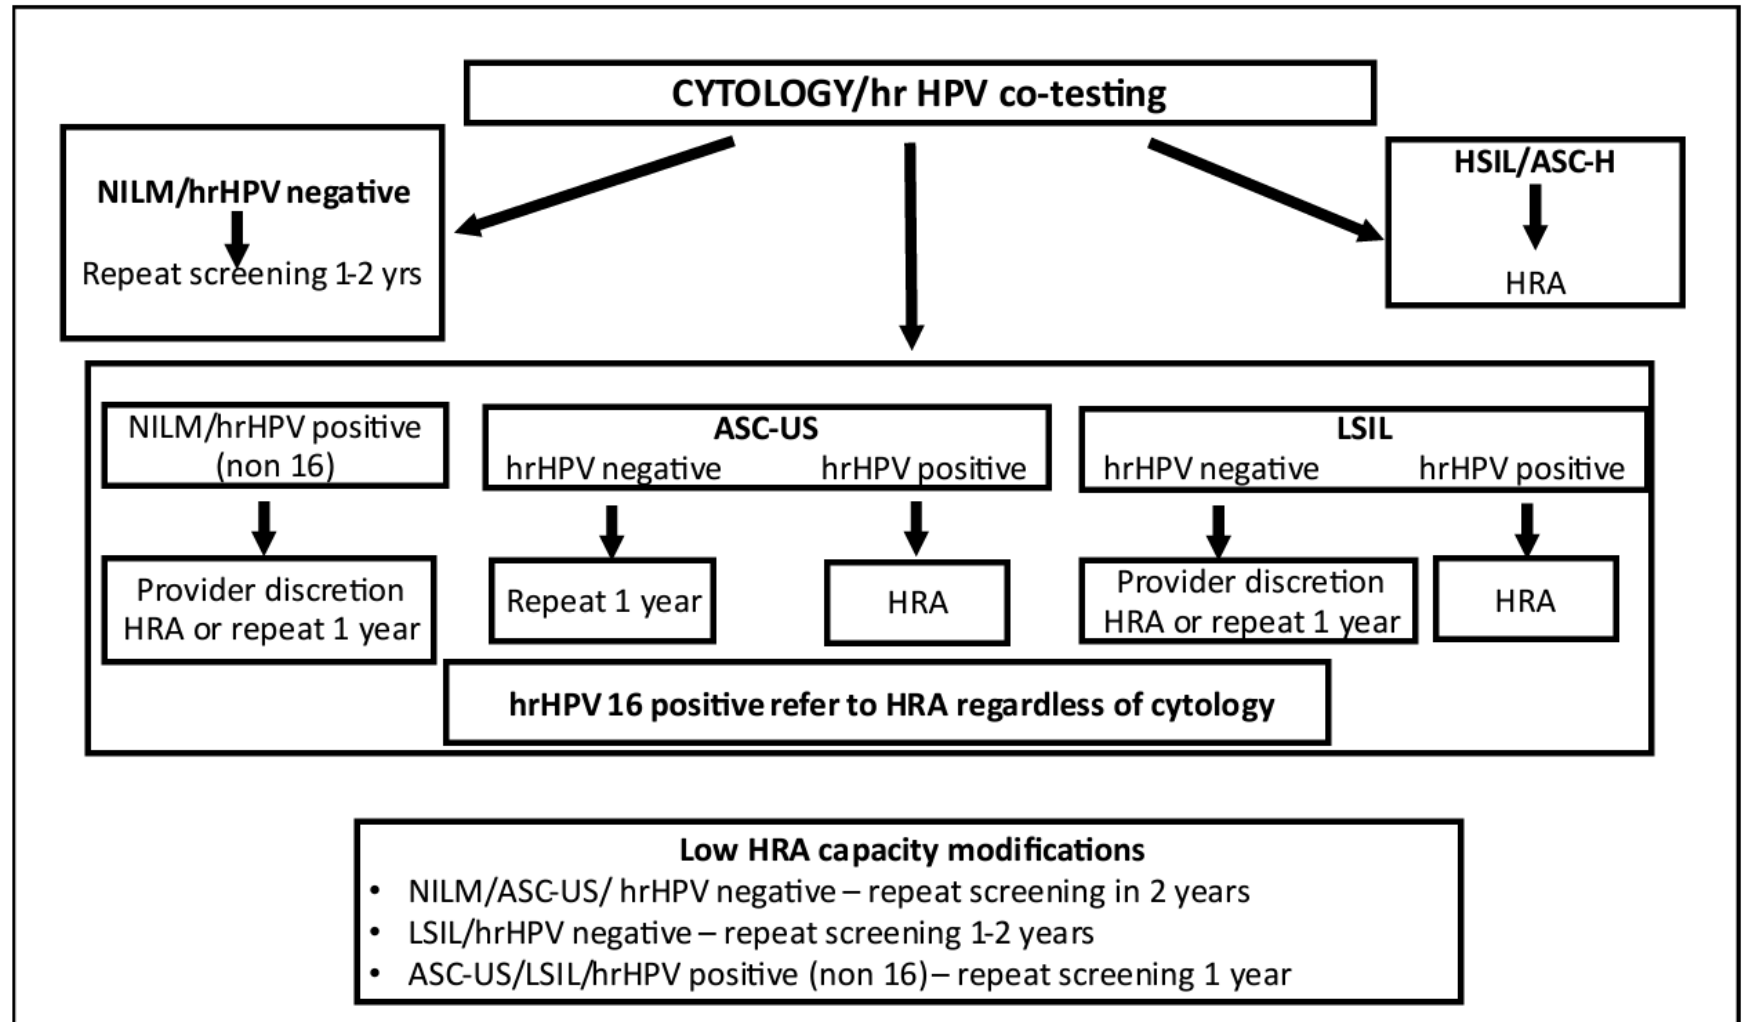 CYTOLOGY/hr HPV co-testing
NILM/hrHPV negative
Repeat screening 1-2 yrs
HSIL/ASC-H
HRA
NILM/hrHPV positive
(non 16)
Provider discretion
HRA or repeat 1 year
ASC-US
hrHPV negative hrHPV positive
Repeat 1 year
HRA
LSIL
hrHPV negative hrHPV positive
Provider discretion
HRA or repeat 1 year
HRA
hrHPV 16 positive refer to HRA regardless of cytology
Low HRA capacity modifications
• NILM/ASC-US/ hrHPV negative – repeat screening in 2 years
• LSIL/hrHPV negative – repeat screening 1-2 years
• ASC-US/LSIL/hrHPV positive (non 16) – repeat screening 1 year